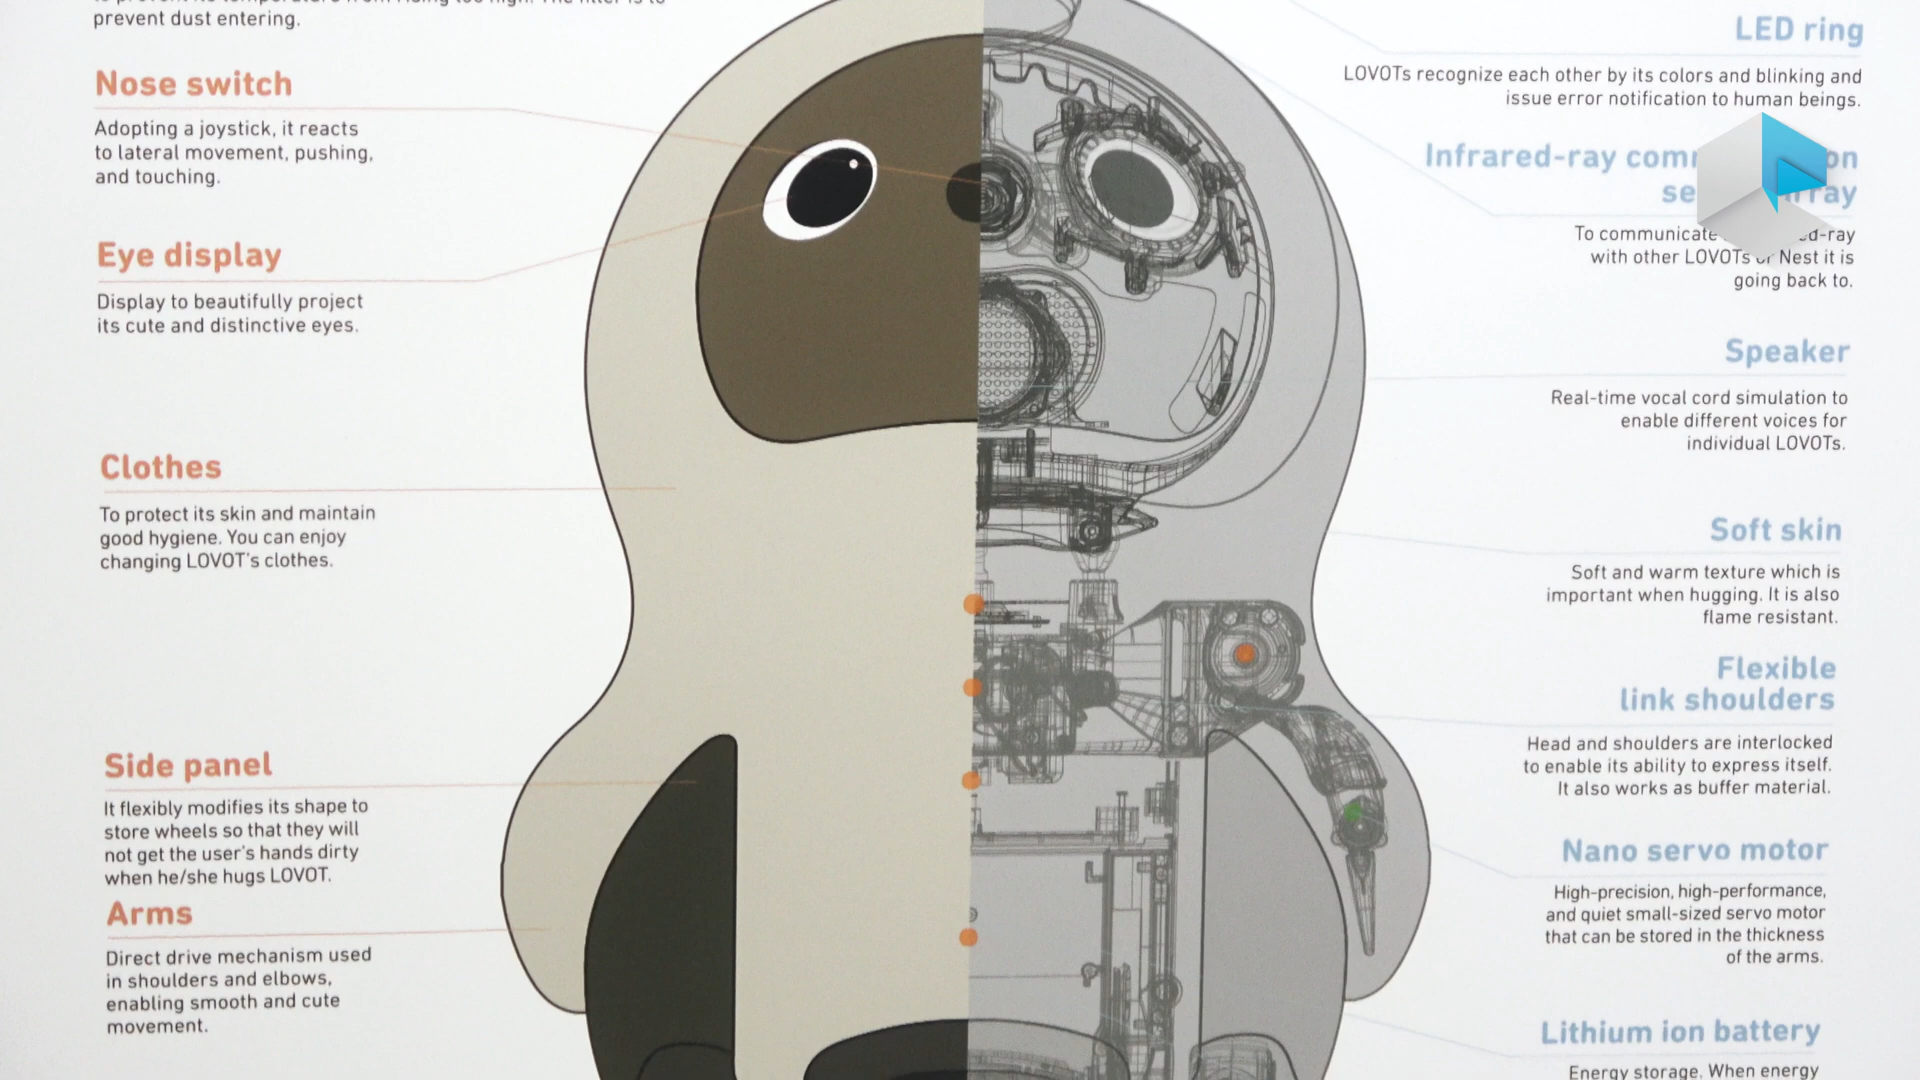 prevent dust entering.
Nose switch
Adopting a joystick, it reacts
to lateral movement, pushing,
and touching.
Eye display
Display to beautifully project
its cute and distinctive eyes.
Clothes
To protect its skin and maintain
good hygiene. You can enjoy
changing LOVOT's clothes.
Side panel
It flexibly modifies its shape to
store wheels so that they will
not get the user's hands dirty
when he/she hugs LOVOT.
Arms
Direct drive mechanism used
in shoulders and elbows,
enabling smooth and cute
movement.
LED ring
LOVOTs recognize each other by its colors and blinking and
issue error notification to human beings.
Infrared-ray
To communicate
with other LOVOTs or Nest it is
going back to.
Speaker
Real-time vocal cord simulation to
enable different voices for
individual LOVOTs.
Soft skin
Soft and warm texture which is
important when hugging. It is also
flame resistant.
Flexible
link shoulders
Head and shoulders are interlocked
to enable its ability to express itself.
It also works as buffer material.
Nano servo motor
High-precision, high-performance,
and quiet small-sized servo motor
that can be stored in the thickness
of the arms.
Lithium ion battery
Energy storage. When energy